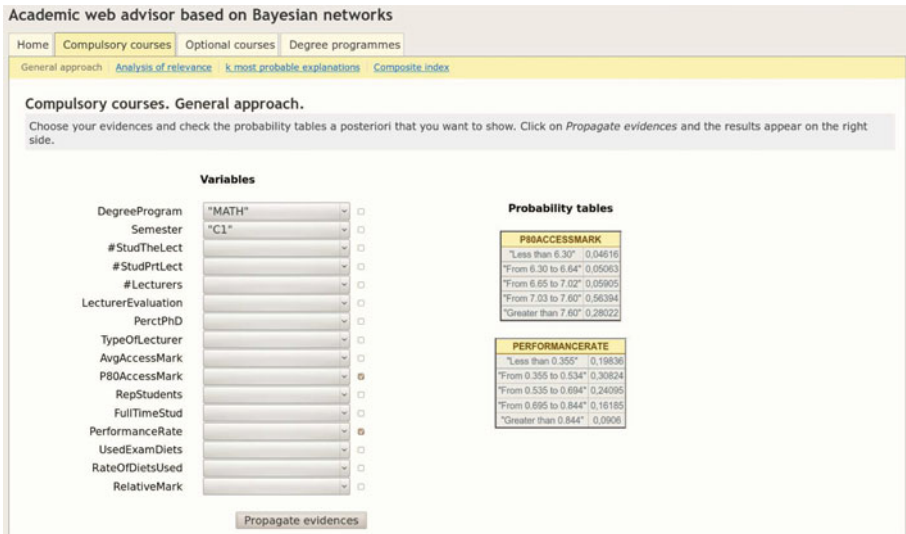 Academic web advisor based on Bayesian networks
Home Compulsory courses Optional courses Degree programmes
General approach Analysis of relevance k most probable explanations Composite index
Compulsory courses. General approach.
Choose your evidences and check the probability tables a posteriori that you want to show. Click on Propagate evidences and the results appear on the right
side.
Variables
DegreeProgram "MATH"
Semester "C1"
#StudTheLect
#StudPrtLect
#Lecturers
LecturerEvaluation
PerctPhD
TypeOfLecturer
AvgAccessMark
P80AccessMark
RepStudents
FullTimeStud
PerformanceRate
UsedExamDiets
RateOfDietsUsed
RelativeMark
Propagate evidences
Probability tables
P80ACCESSMARK
"Less than 6.30" 0,04616
"From 6.30 to 6.64" 0,05063
"From 6.65 to 7.02" 0,05905
"From 7.03 to 7.60" 0,56394
"Greater than 7.60" 0,28022
PERFORMANCERATE
"Less than 0.355" 0,19836
"From 0.355 to 0.534" 0,30824
"From 0.535 to 0.694" 0,24095
"From 0.695 to 0.844" 0,16185
"Greater than 0.844" 0,0906